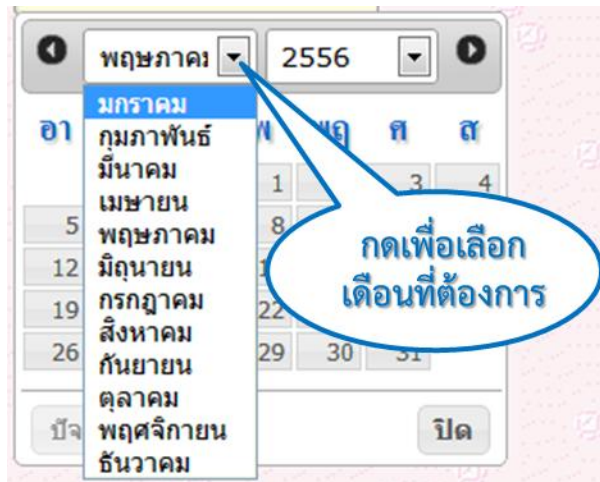 พฤษภาคม 2556
มกราคม
อา พ พฤ ศ ส
กุมภาพันธ์
มีนาคม
1 3 4
เมษายน
5 พฤษภาคม 8
12 มิถุนายน
กดเพื่อเลือก
เดือนที่ต้องการ
19 กรกฎาคม 22
สิงหาคม
26 กันยายน 29 30 31
ตุลาคม
พฤศจิกายน ปิด
ธันวาคม